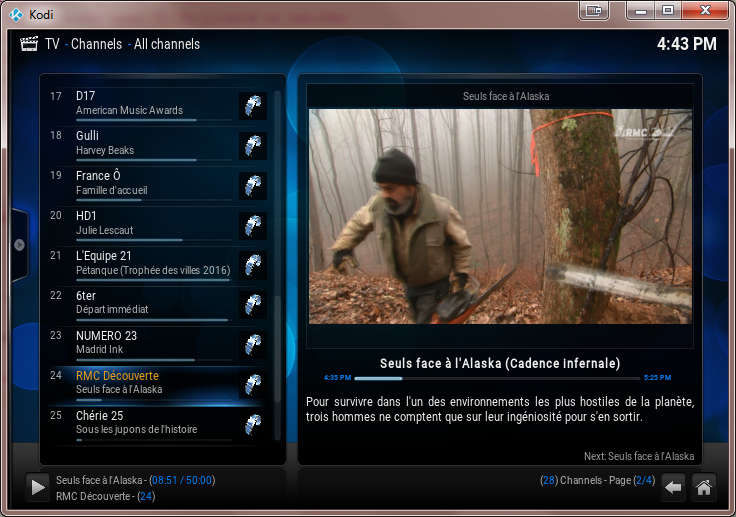 Kodi
TV - Channels - All channels
4:43 PM
17 D17
American Music Awards
18 Gulli
Harvey Beaks
19 France Ô
Famille d'accueil
20 HD1
Julie Lescaut
21 L'Equipe 21
Pétanque (Trophée des villes 2016)
22 6ter
Départ immédiat
23 NUMERO 23
Madrid Ink
24 RMC Découverte
Seuls face à l'Alaska
25 Chérie 25
Sous les jupons de l'histoire
Seuls face à l'Alaska
RMC
Seuls face à l'Alaska (Cadence infernale)
4:35 PM 5:25 PM
Pour survivre dans l'un des environnements les plus hostiles de la planète,
trois hommes ne comptent que sur leur ingéniosité pour s'en sortir.
Next: Seuls face à l'Alaska
Seuls face à l'Alaska - (08:51 / 50:00)
RMC Découverte - (24)
(28) Channels - Page (2/4)